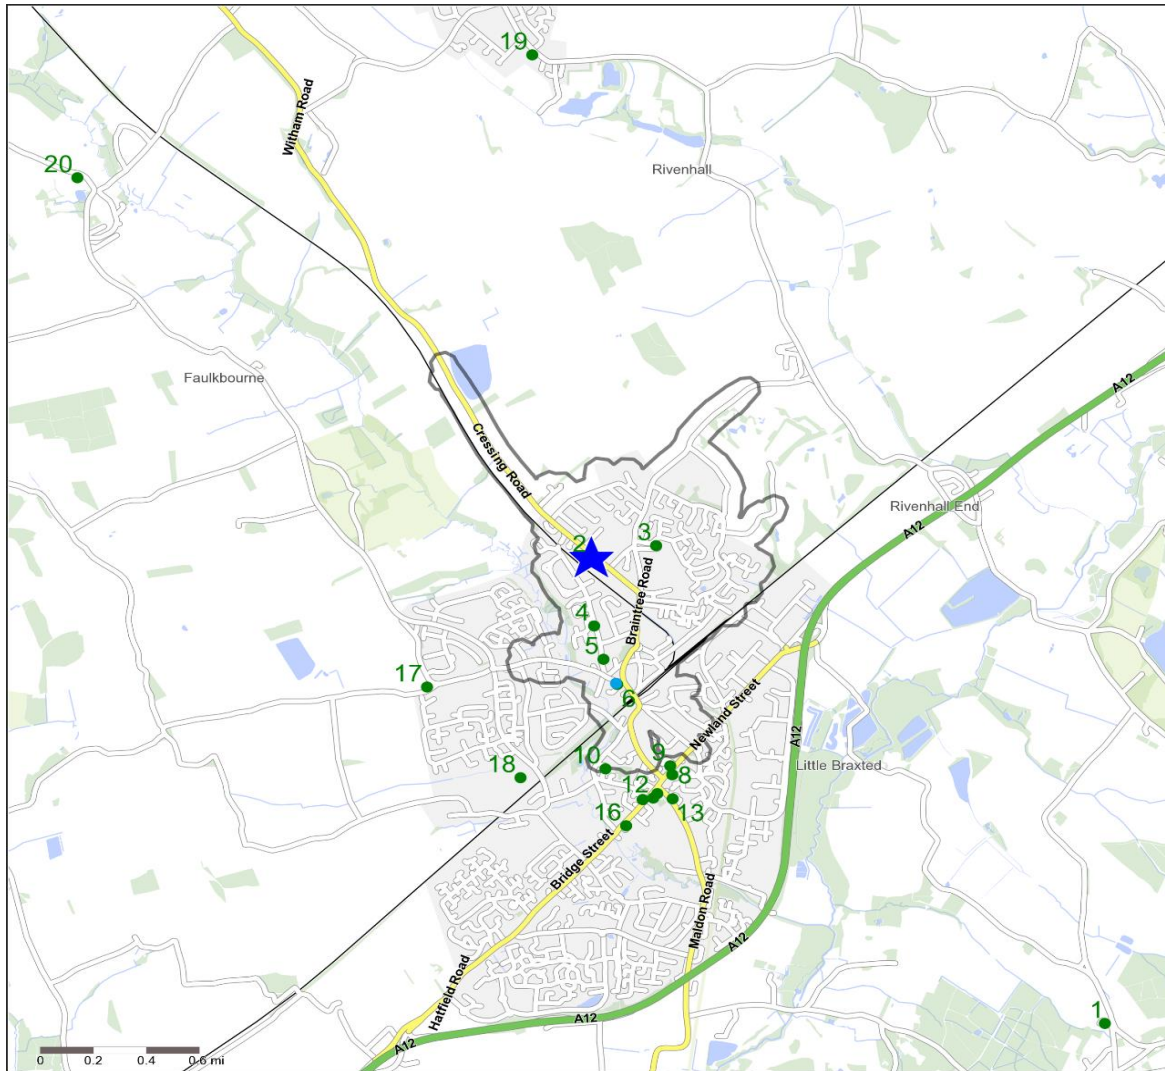 19
Witham Road
Rivenhall
20
Faulkbourne
A12
Cressing Road
Rivenhall End
A12
2
3
Braintree Road
4
5
17
6
Newland Street
A12
Little Braxted
18
10
9
8
12
13
16
Bridge Street
Maldon Road
A12
Hatfield Road
A12
A12
1
0 0.2 0.4 0.6 mi